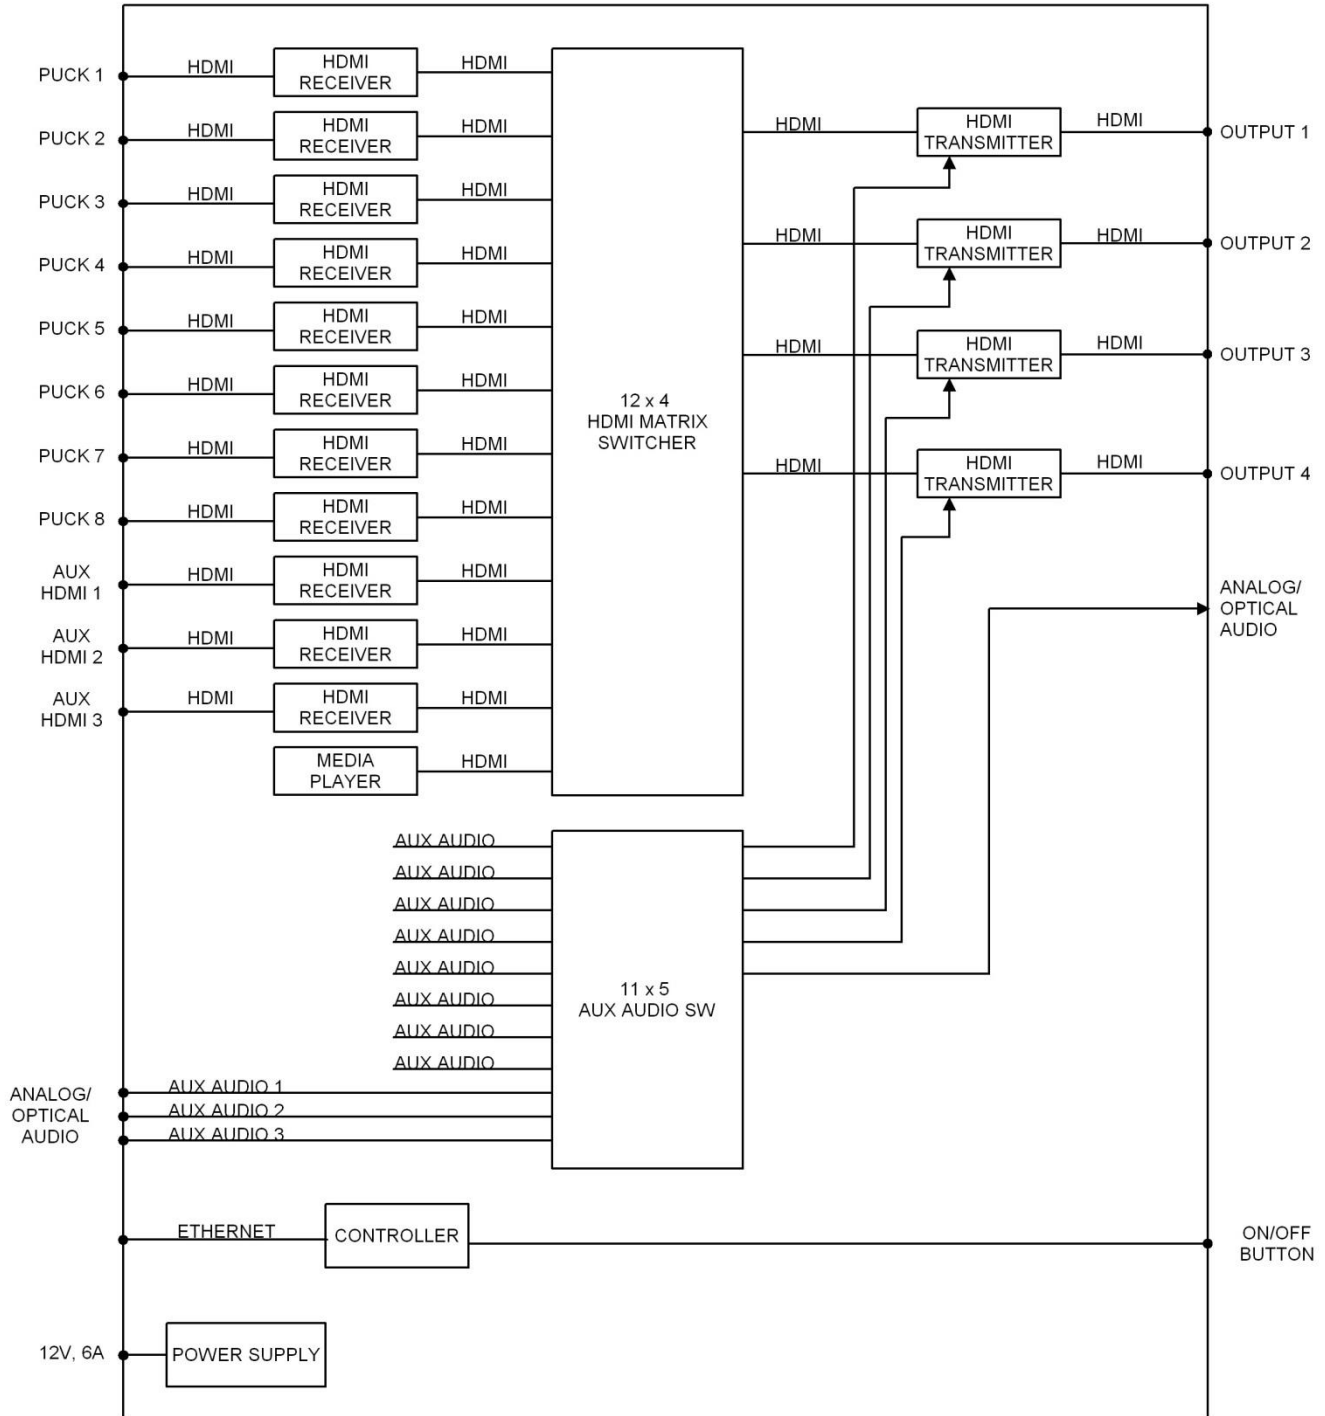 PUCK 1
HDMI
HDMI
RECEIVER
HDMI
PUCK 2
HDMI
HDMI
RECEIVER
HDMI
PUCK 3
HDMI
HDMI
RECEIVER
HDMI
PUCK 4
HDMI
HDMI
RECEIVER
HDMI
PUCK 5
HDMI
HDMI
RECEIVER
HDMI
PUCK 6
HDMI
HDMI
RECEIVER
HDMI
PUCK 7
HDMI
HDMI
RECEIVER
HDMI
PUCK 8
HDMI
HDMI
RECEIVER
HDMI
AUX
HDMI 1
HDMI
HDMI
RECEIVER
HDMI
AUX
HDMI 2
HDMI
HDMI
RECEIVER
HDMI
AUX
HDMI 3
HDMI
HDMI
RECEIVER
HDMI
MEDIA
PLAYER
HDMI
12 x 4
HDMI MATRIX
SWITCHER
HDMI
HDMI
TRANSMITTER
HDMI
OUTPUT 1
HDMI
HDMI
TRANSMITTER
HDMI
OUTPUT 2
HDMI
HDMI
TRANSMITTER
HDMI
OUTPUT 3
HDMI
HDMI
TRANSMITTER
HDMI
OUTPUT 4
ANALOG/
OPTICAL
AUDIO
AUX AUDIO
AUX AUDIO
AUX AUDIO
AUX AUDIO
AUX AUDIO
AUX AUDIO
AUX AUDIO
AUX AUDIO
11 x 5
AUX AUDIO SW
ANALOG/
OPTICAL
AUDIO
AUX AUDIO 1
AUX AUDIO 2
AUX AUDIO 3
ETHERNET
CONTROLLER
ON/OFF
BUTTON
12V, 6A
POWER SUPPLY